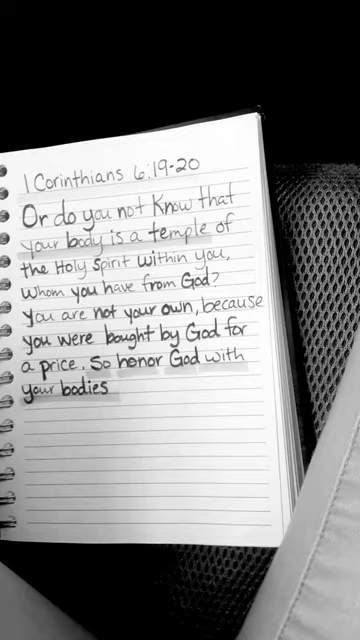 1 Corinthians 6:19-20
Or do you not know that
your body is a temple of
the Holy Spirit within you,
whom you have from God?
You are not your own, because
you were bought by God for
a price. So honor God with
your bodies